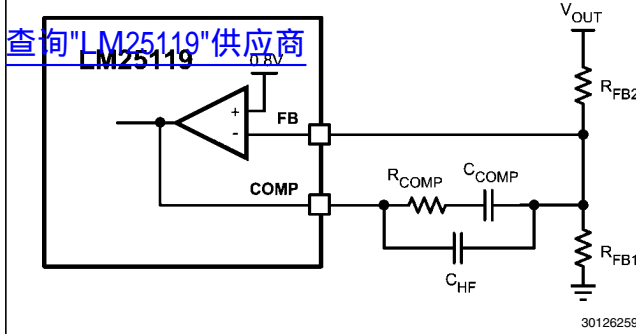 V_OUT
查询"LM25119"供应商
LM25119
0.8V
R_FB2
+
FB
-
C_COMP
R_COMP
COMP
R_FB1
C_HF
30126259